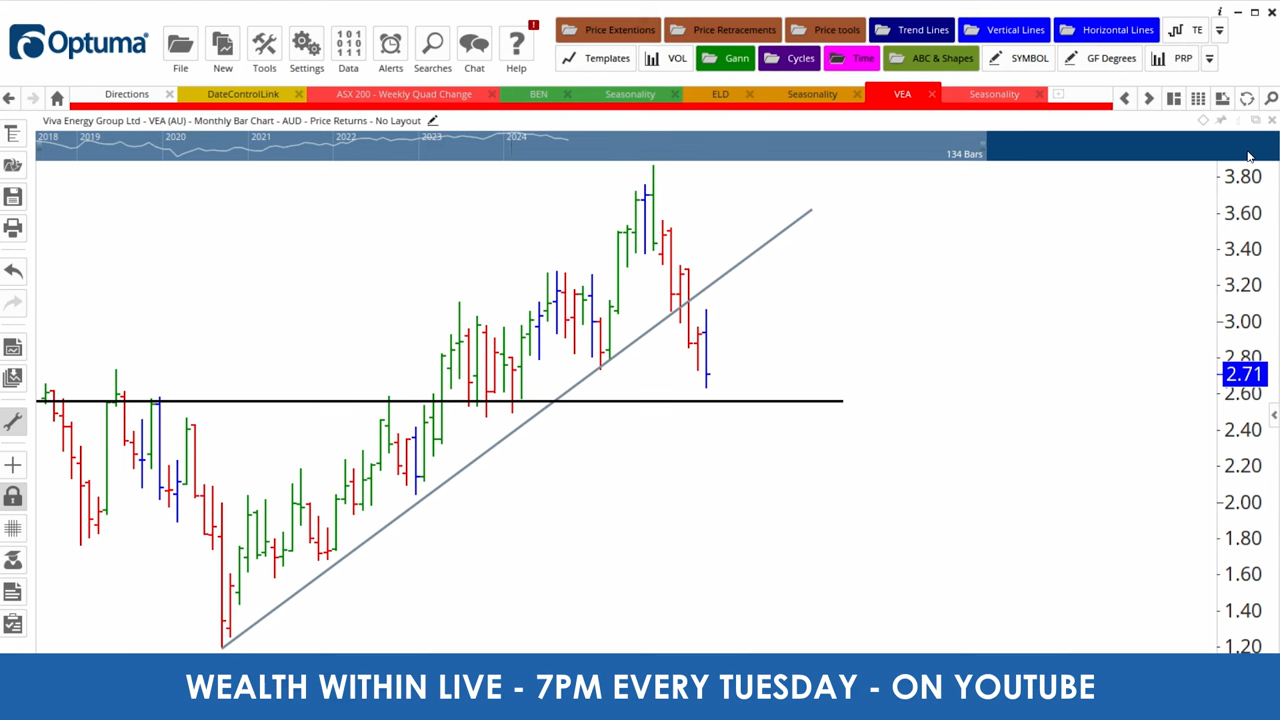 Optuma®
File
New
Tools
Settings
101 010 111
Data
Alerts
Searches
Chat
!
?
Help
Price Extentions
Price Retracements
Price tools
Trend Lines
Vertical Lines
Horizontal Lines
TE
Templates
VOL
Gann
Cycles
Time
ABC & Shapes
SYMBOL
GF Degrees
PRP
Directions
DateControlLink
ASX 200 - Weekly Quad Change
BEN
Seasonality
ELD
Seasonality
VEA
Seasonality
Viva Energy Group Ltd - VEA (AU) - Monthly Bar Chart - AUD - Price Returns - No Layout
2018 2019 2020 2021 2022 2023 2024
134 Bars
3.80
3.60
3.40
3.20
3.00
2.80
2.71
2.60
2.40
2.20
2.00
1.80
1.60
1.40
1.20
WEALTH WITHIN LIVE - 7PM EVERY TUESDAY - ON YOUTUBE